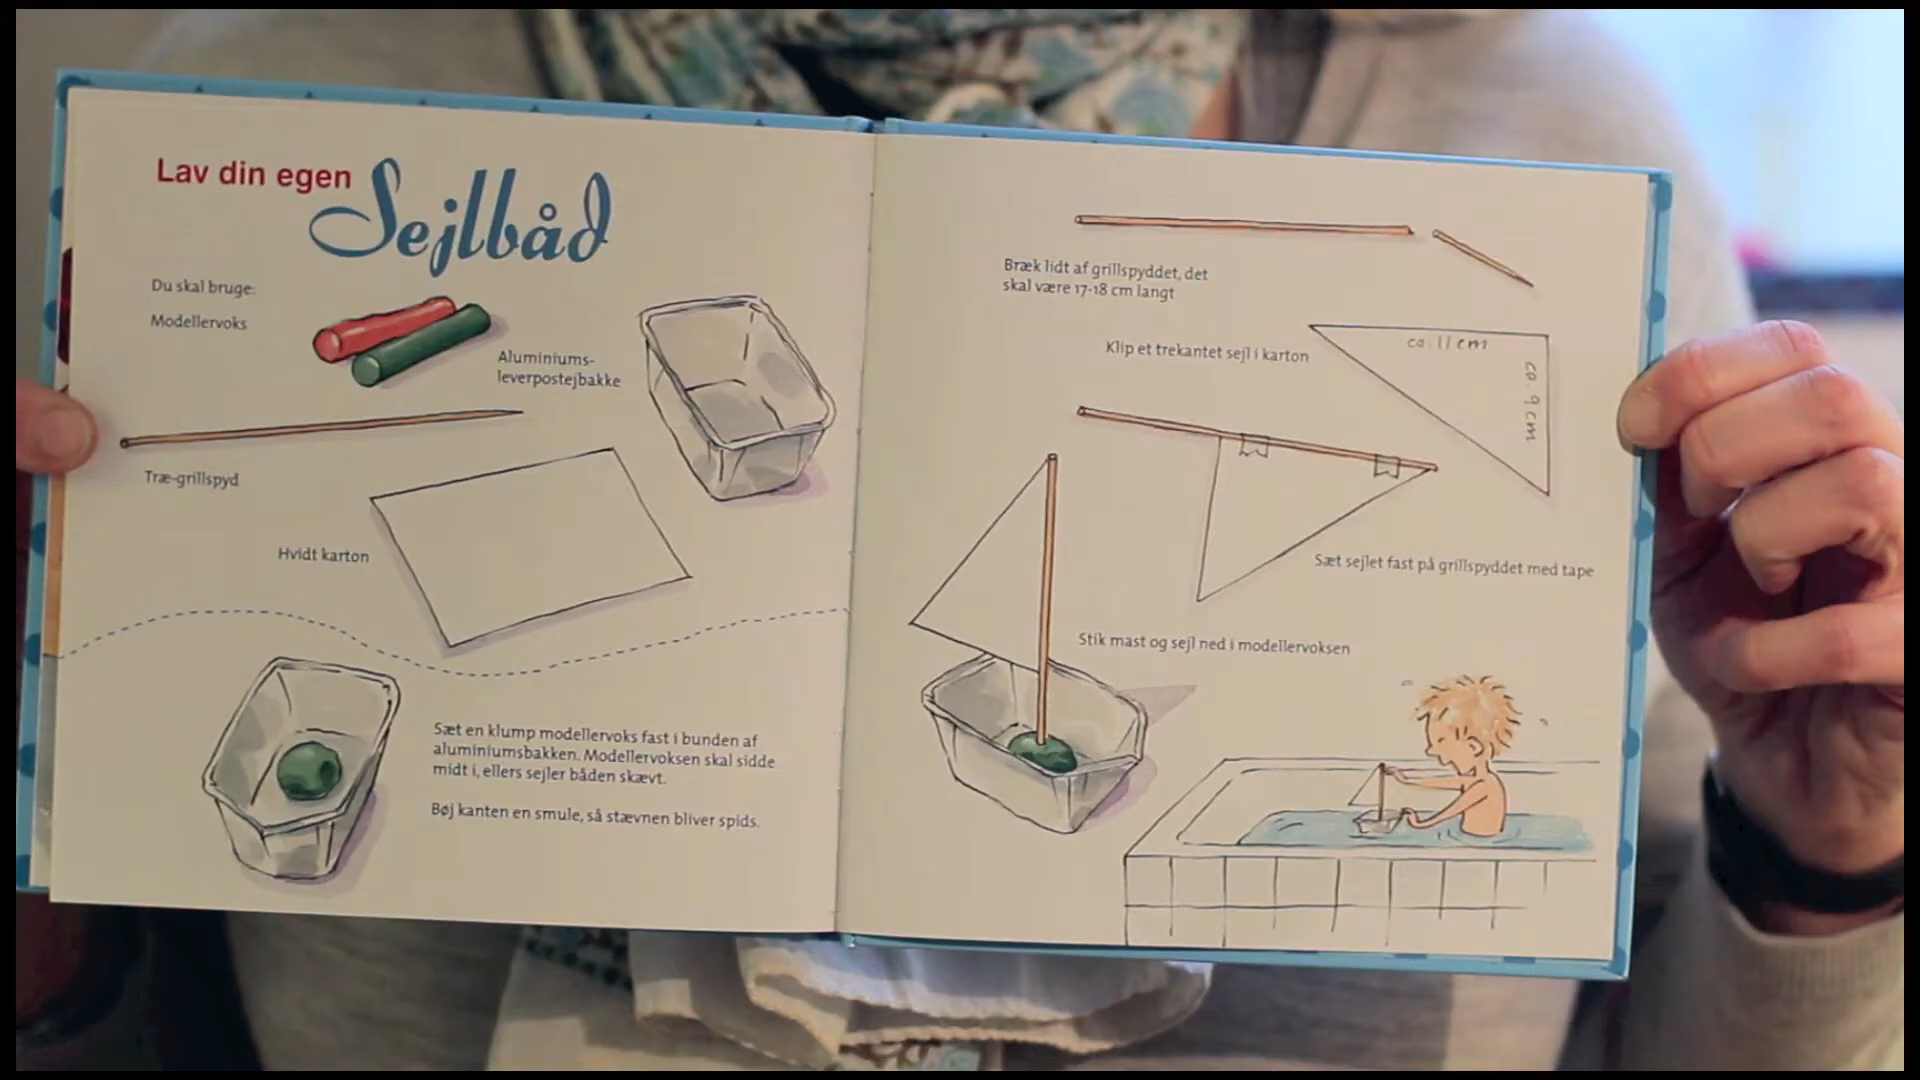 Lav din egen
Sejlbåd
Du skal bruge:
Modellervoks
Aluminiums-
leverpostejbakke
Træ-grillspyd
Hvidt karton
Sæt en klump modellervoks fast i bunden af
aluminiumsbakken. Modellervoksen skal sidde
midt i, ellers sejler båden skævt.
Bøj kanten en smule, så stævnen bliver spids.
Bræk lidt af grillspyddet, det
skal være 17-18 cm langt
Klip et trekantet sejl i karton
ca. 11 cm
ca. 9 cm
Sæt sejlet fast på grillspyddet med tape
Stik mast og sejl ned i modellervoksen